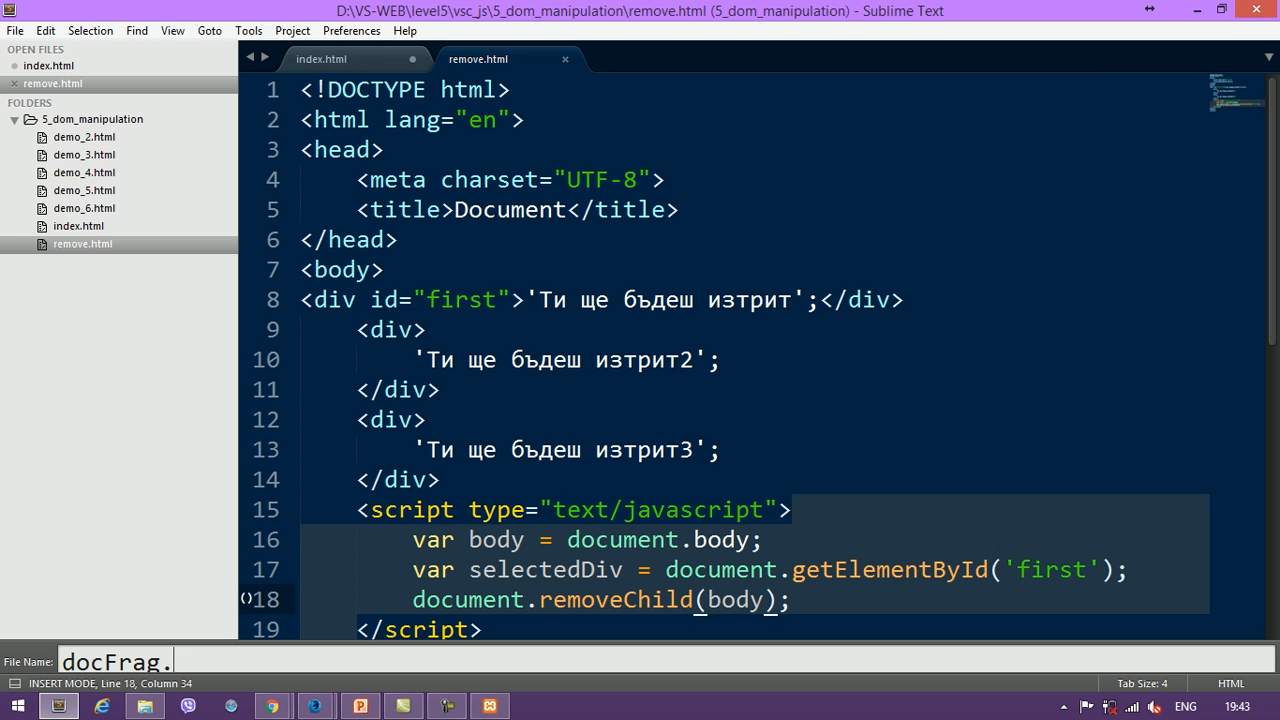 D:\VS-WEB\level5\vsc_js\5_dom_manipulation\remove.html (5_dom_manipulation) - Sublime Text
File Edit Selection Find View Goto Tools Project Preferences Help
OPEN FILES
index.html
remove.html
FOLDERS
5_dom_manipulation
demo_2.html
demo_3.html
demo_4.html
demo_5.html
demo_6.html
index.html
remove.html
index.html remove.html
1 <!DOCTYPE html>
2 <html lang="en">
3 <head>
4 <meta charset="UTF-8">
5 <title>Document</title>
6 </head>
7 <body>
8 <div id="first">'Ти ще бъдеш изтрит';</div>
9 <div>
10 'Ти ще бъдеш изтрит2';
11 </div>
12 <div>
13 'Ти ще бъдеш изтрит3';
14 </div>
15 <script type="text/javascript">
16 var body = document.body;
17 var selectedDiv = document.getElementById('first');
18 document.removeChild(body);
19 </script>
File Name: docFrag.
INSERT MODE, Line 18, Column 34 Tab Size: 4 HTML
ENG 19:43